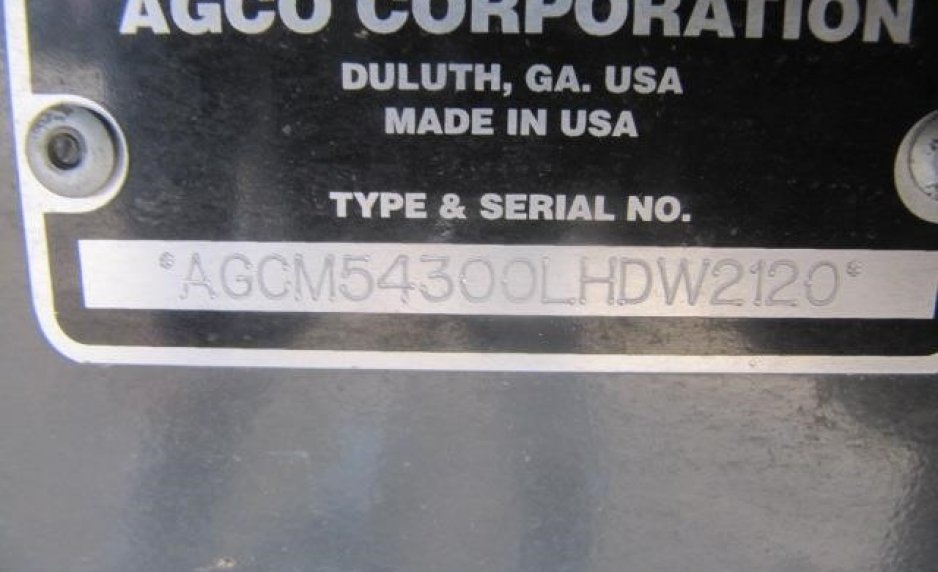 AGCO CORPORATION
DULUTH, GA. USA
MADE IN USA
TYPE & SERIAL NO.
*AGCM54300LHDW2120*